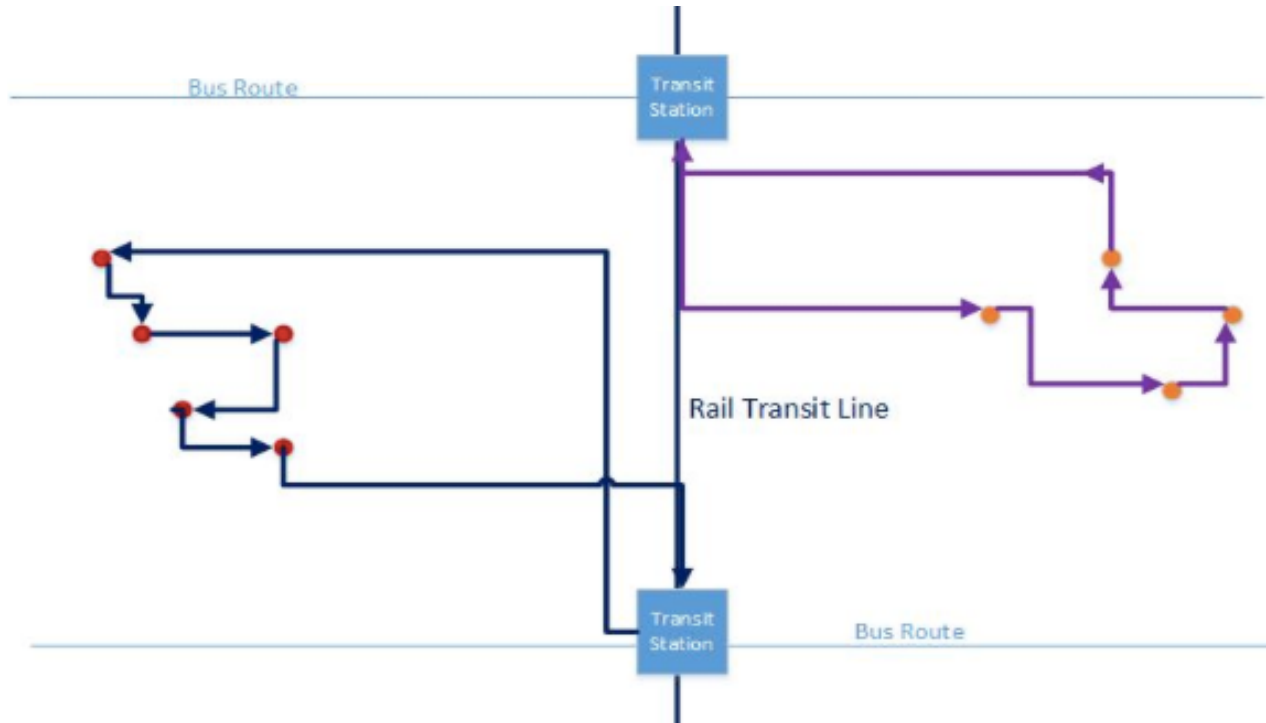 Bus Route
Transit
Station
Rail Transit Line
Transit
Station
Bus Route